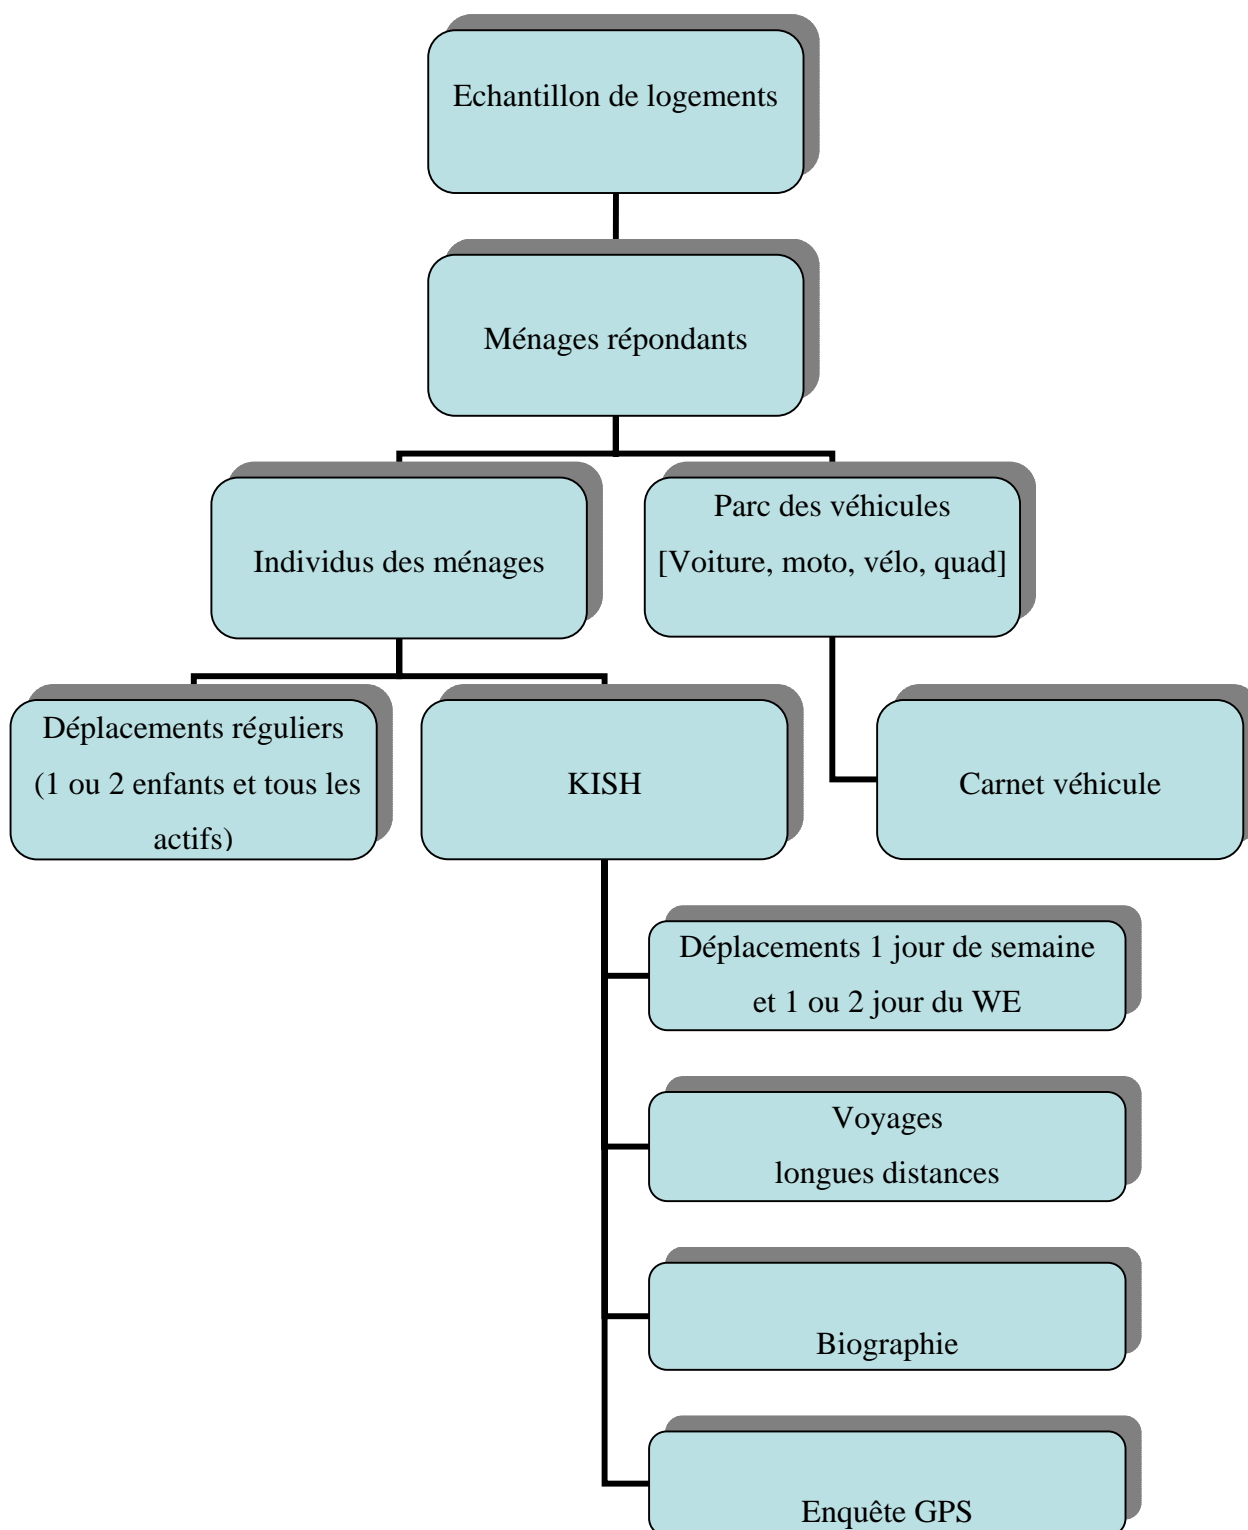 Echantillon de logements
Ménages répondants
Individus des ménages
Parc des véhicules
[Voiture, moto, vélo, quad]
Déplacements réguliers
(1 ou 2 enfants et tous les
actifs)
KISH
Carnet véhicule
Déplacements 1 jour de semaine
et 1 ou 2 jour du WE
Voyages
longues distances
Biographie
Enquête GPS